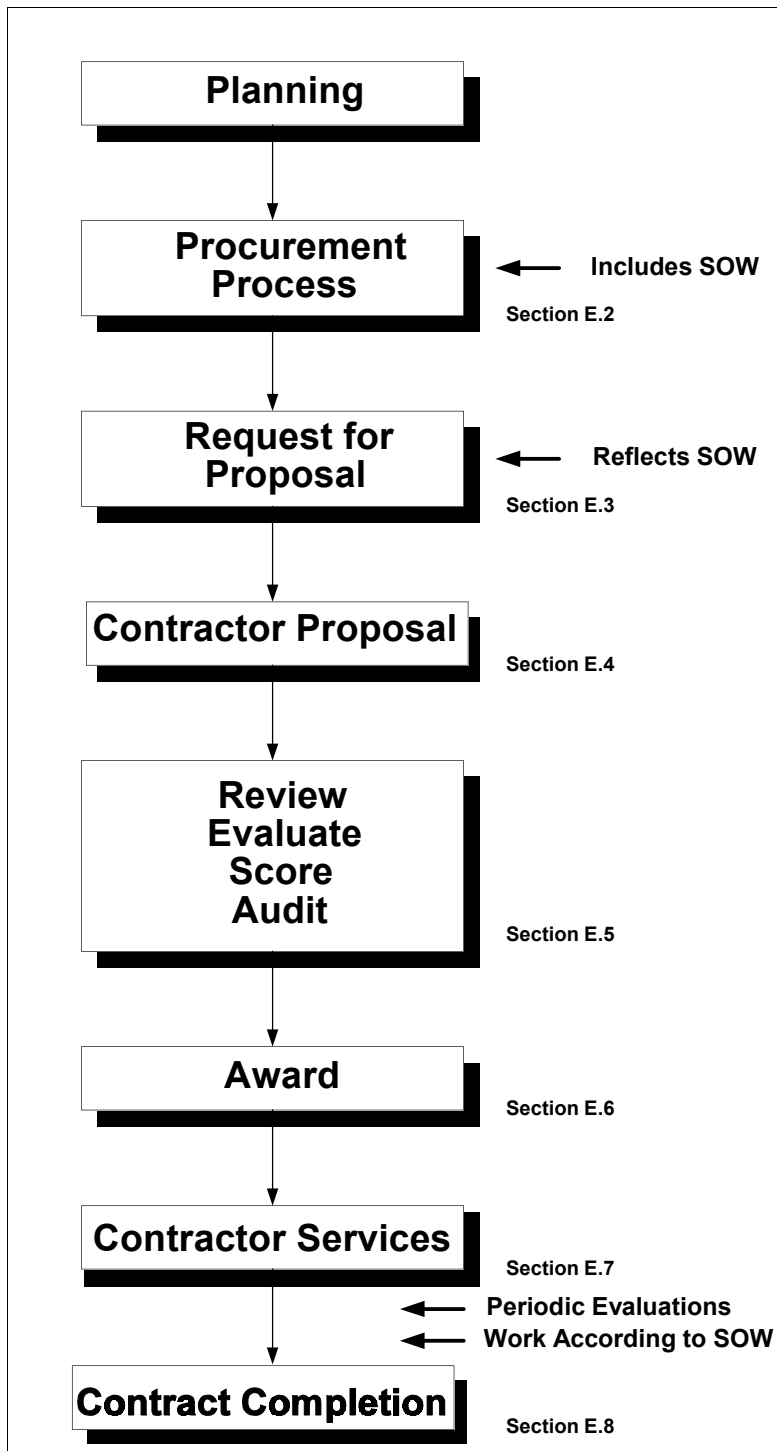 Planning
Procurement
Process
Includes SOW
Section E.2
Request for
Proposal
Reflects SOW
Section E.3
Contractor Proposal
Section E.4
Review
Evaluate
Score
Audit
Section E.5
Award
Section E.6
Contractor Services
Section E.7
Periodic Evaluations
Work According to SOW
Contract Completion
Section E.8